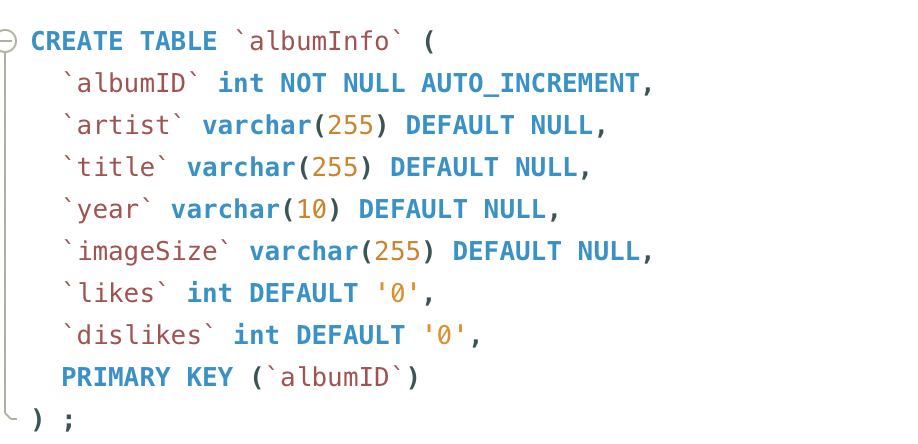 CREATE TABLE `albumInfo` (
`albumID` int NOT NULL AUTO_INCREMENT,
`artist` varchar(255) DEFAULT NULL,
`title` varchar(255) DEFAULT NULL,
`year` varchar(10) DEFAULT NULL,
`imageSize` varchar(255) DEFAULT NULL,
`likes` int DEFAULT '0',
`dislikes` int DEFAULT '0',
PRIMARY KEY (`albumID`)
) ;